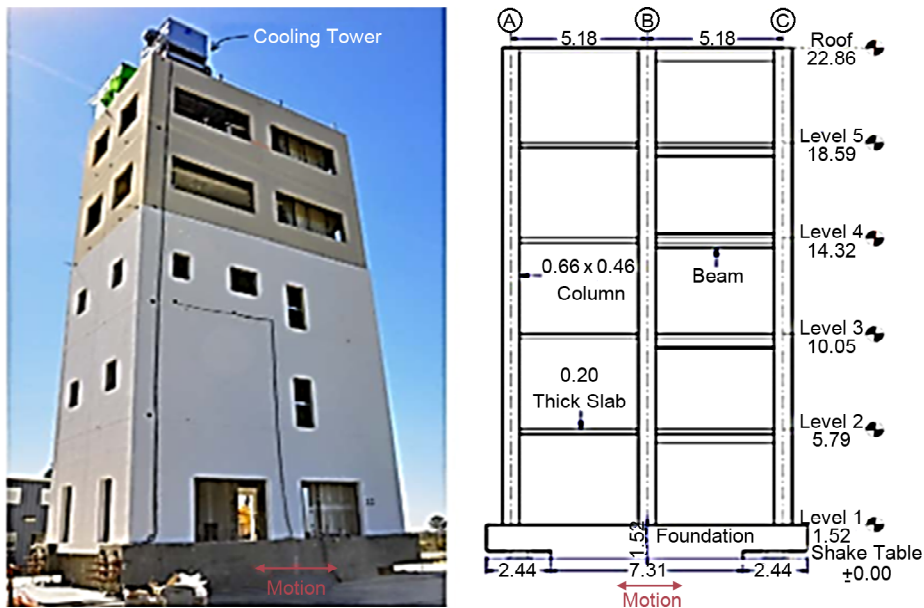 Cooling Tower
Motion
A
B
C
5.18
5.18
Roof
22.86
Level 5
18.59
Level 4
14.32
0.66 x 0.46
Column
Beam
Level 3
10.05
0.20
Thick Slab
Level 2
5.79
Level 1
1.52
1.52
Foundation
Shake Table
±0.00
2.44
7.31
2.44
Motion